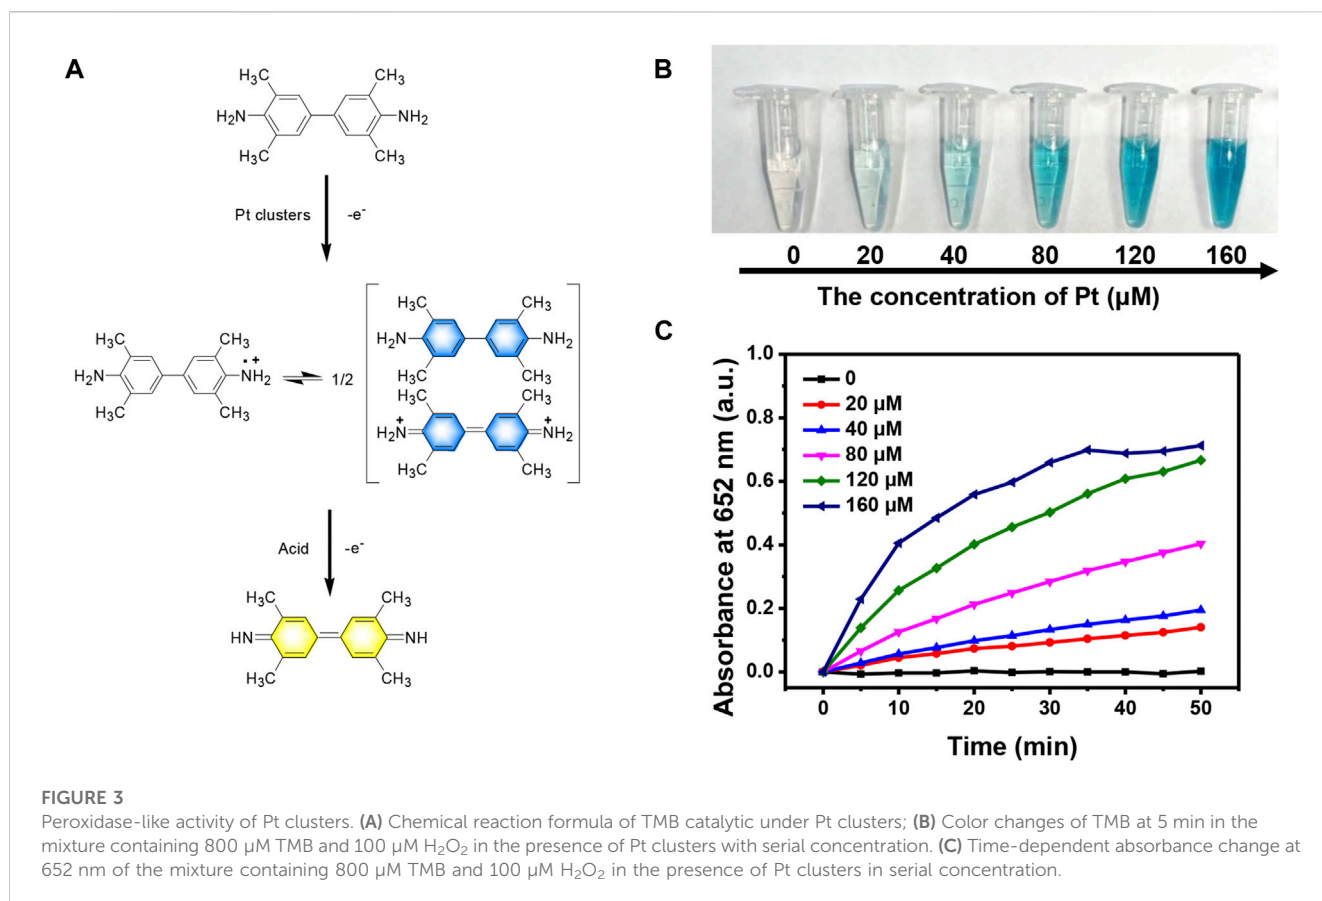 A
CH3
H3C
H2N
NH2
H3C
CH3
Pt clusters
-e-
H3C
CH3
H2N
NH2
•+
H3C
CH3
1/2
H3C
CH3
H2N
NH2
H3C
CH3
H3C
CH3
+
+
H2N
NH2
H3C
CH3
Acid
-e-
H3C
CH3
HN
NH
H3C
CH3
B
0 20 40 80 120 160
The concentration of Pt (µM)
C
Absorbance at 652 nm (a.u.)
1.0
0.8
0.6
0.4
0.2
0.0
0
20 µM
40 µM
80 µM
120 µM
160 µM
0 10 20 30 40 50
Time (min)
FIGURE 3
Peroxidase-like activity of Pt clusters. (A) Chemical reaction formula of TMB catalytic under Pt clusters; (B) Color changes of TMB at 5 min in the
mixture containing 800 µM TMB and 100 µM H2O2 in the presence of Pt clusters with serial concentration. (C) Time-dependent absorbance change at
652 nm of the mixture containing 800 µM TMB and 100 µM H2O2 in the presence of Pt clusters in serial concentration.